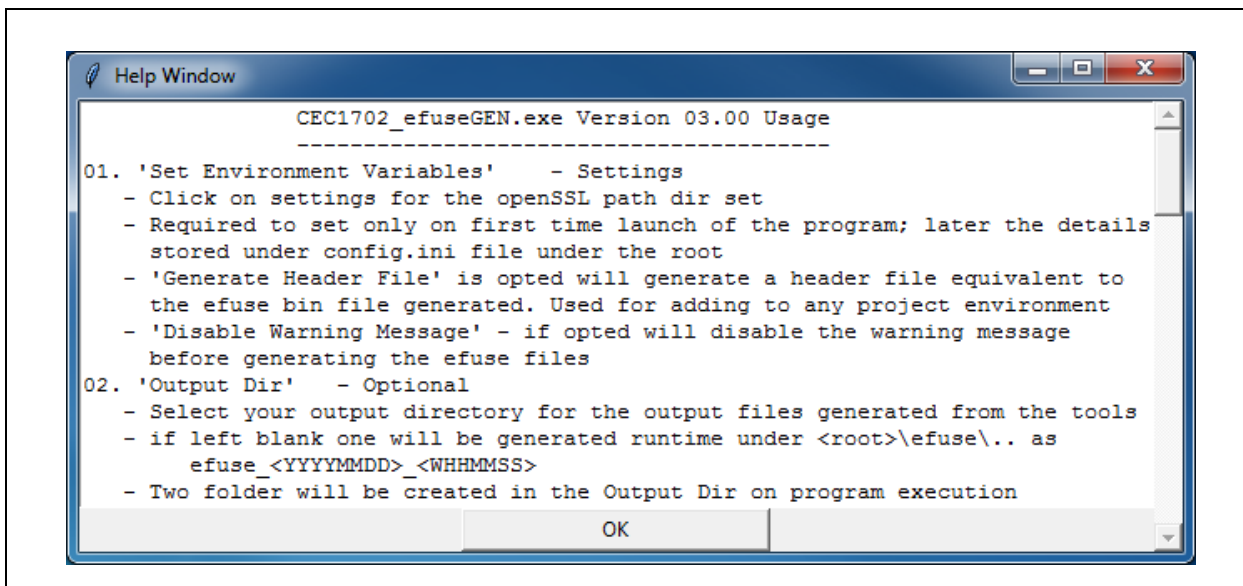 Help Window
CEC1702_efuseGEN.exe Version 03.00 Usage
----------------------------------------
01. 'Set Environment Variables'    - Settings
- Click on settings for the openSSL path dir set
- Required to set only on first time launch of the program; later the details
stored under config.ini file under the root
- 'Generate Header File' is opted will generate a header file equivalent to
the efuse bin file generated. Used for adding to any project environment
- 'Disable Warning Message' - if opted will disable the warning message
before generating the efuse files
02. 'Output Dir'   - Optional
- Select your output directory for the output files generated from the tools
- if left blank one will be generated runtime under <root>\efuse\.. as
efuse_<YYYYMMDD>_<WHHMMSS>
- Two folder will be created in the Output Dir on program execution
OK